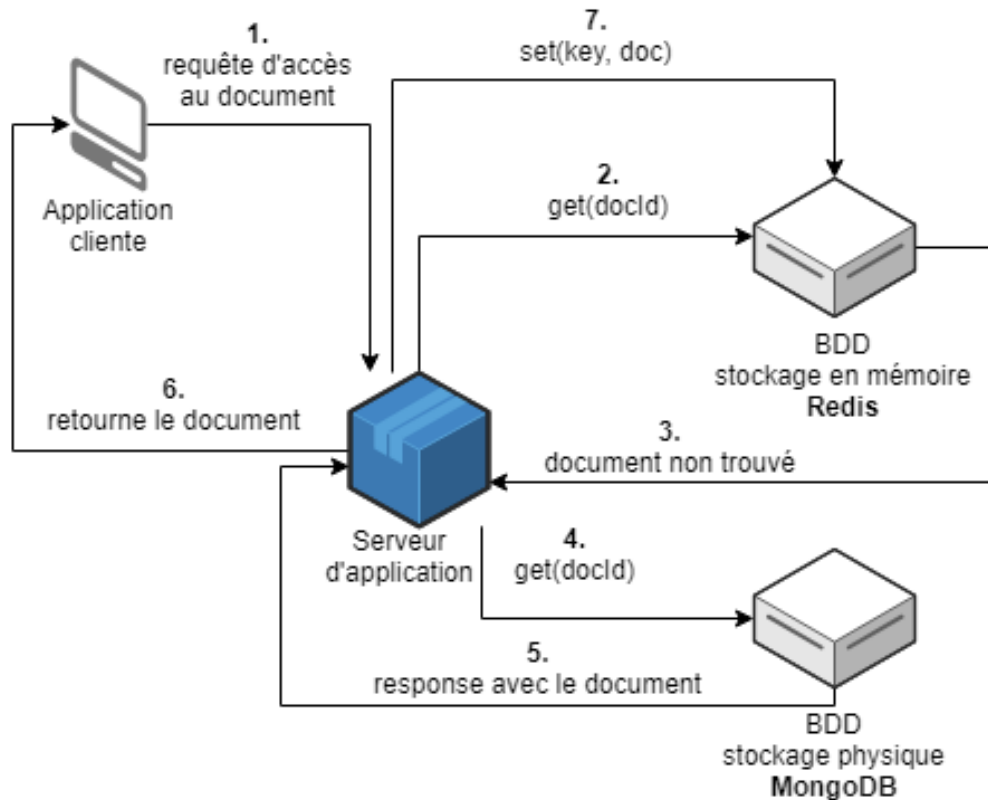 1.
requête d'accès
au document
7.
set(key, doc)
2.
get(docId)
Application
cliente
BDD
stockage en mémoire
Redis
6.
retourne le document
3.
document non trouvé
Serveur
d'application
4.
get(docId)
5.
response avec le document
BDD
stockage physique
MongoDB